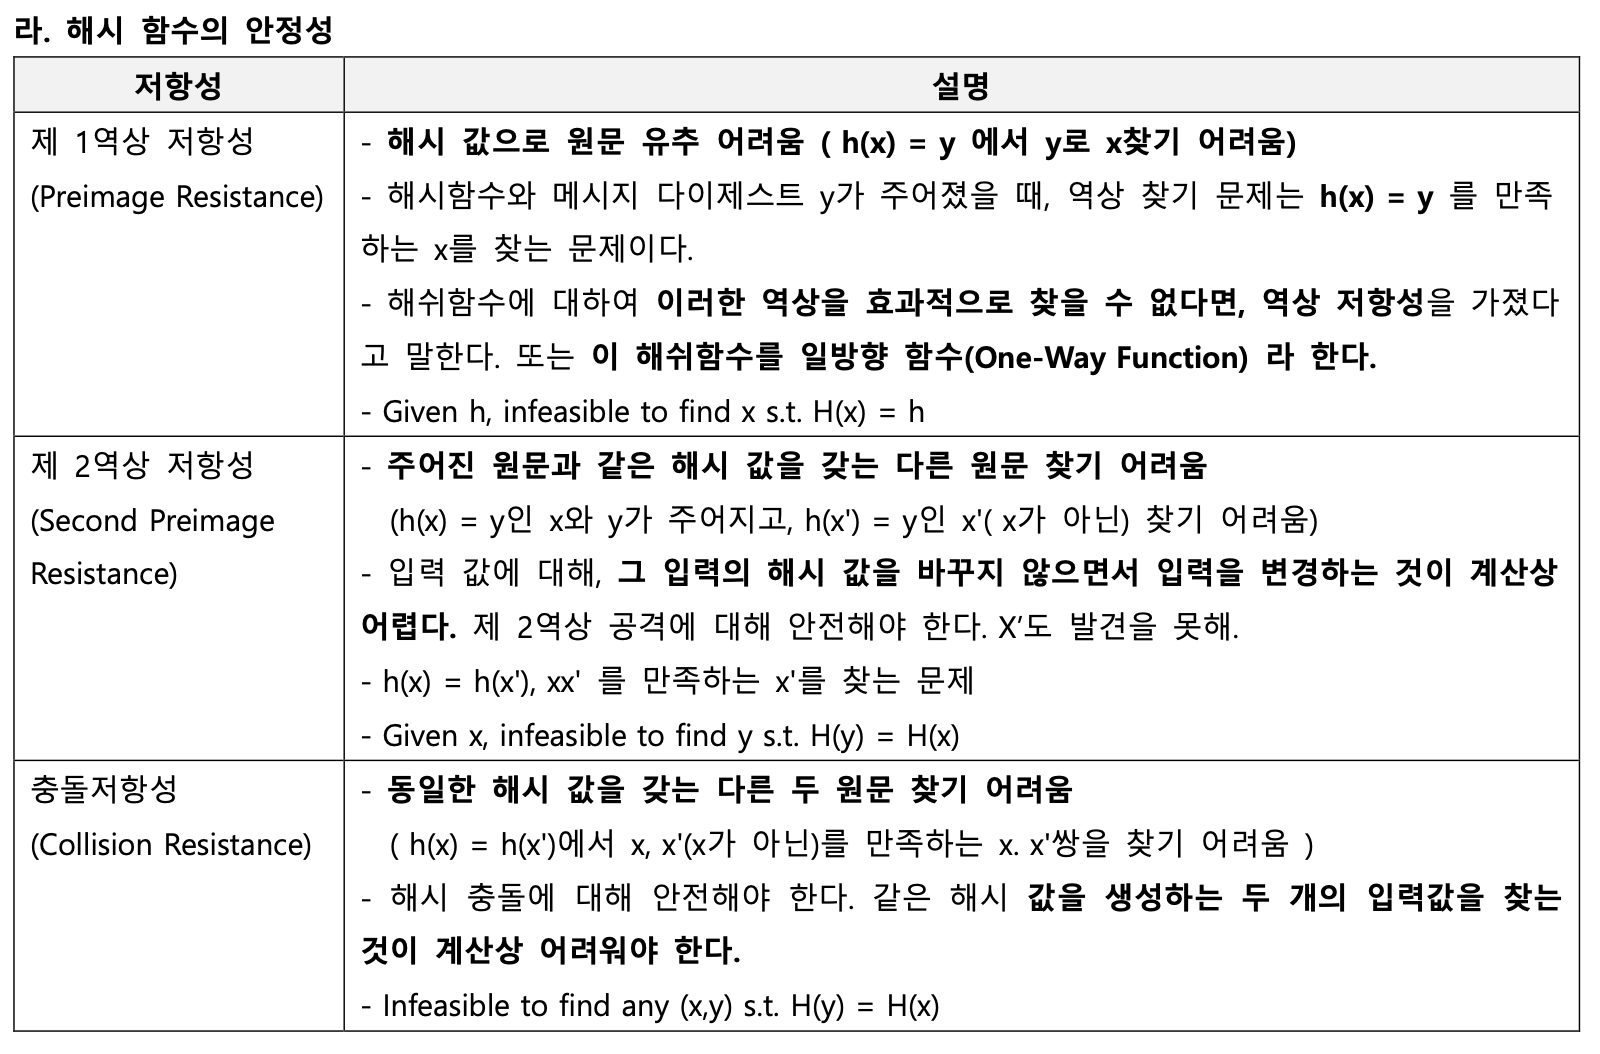 라. 해시 함수의 안정성
저항성
설명
제 1역상 저항성
(Preimage Resistance)
- 해시 값으로 원문 유추 어려움 ( h(x) = y 에서 y로 x찾기 어려움)
- 해시함수와 메시지 다이제스트 y가 주어졌을 때, 역상 찾기 문제는 h(x) = y 를 만족
하는 x를 찾는 문제이다.
- 해쉬함수에 대하여 이러한 역상을 효과적으로 찾을 수 없다면, 역상 저항성을 가졌다
고 말한다. 또는 이 해쉬함수를 일방향 함수(One-Way Function) 라 한다.
- Given h, infeasible to find x s.t. H(x) = h
제 2역상 저항성
(Second Preimage
Resistance)
- 주어진 원문과 같은 해시 값을 갖는 다른 원문 찾기 어려움
(h(x) = y인 x와 y가 주어지고, h(x') = y인 x'( x가 아닌) 찾기 어려움)
- 입력 값에 대해, 그 입력의 해시 값을 바꾸지 않으면서 입력을 변경하는 것이 계산상
어렵다. 제 2역상 공격에 대해 안전해야 한다. X’도 발견을 못해.
- h(x) = h(x'), xx' 를 만족하는 x'를 찾는 문제
- Given x, infeasible to find y s.t. H(y) = H(x)
충돌저항성
(Collision Resistance)
- 동일한 해시 값을 갖는 다른 두 원문 찾기 어려움
( h(x) = h(x')에서 x, x'(x가 아닌)를 만족하는 x. x'쌍을 찾기 어려움 )
- 해시 충돌에 대해 안전해야 한다. 같은 해시 값을 생성하는 두 개의 입력값을 찾는
것이 계산상 어려워야 한다.
- Infeasible to find any (x,y) s.t. H(y) = H(x)